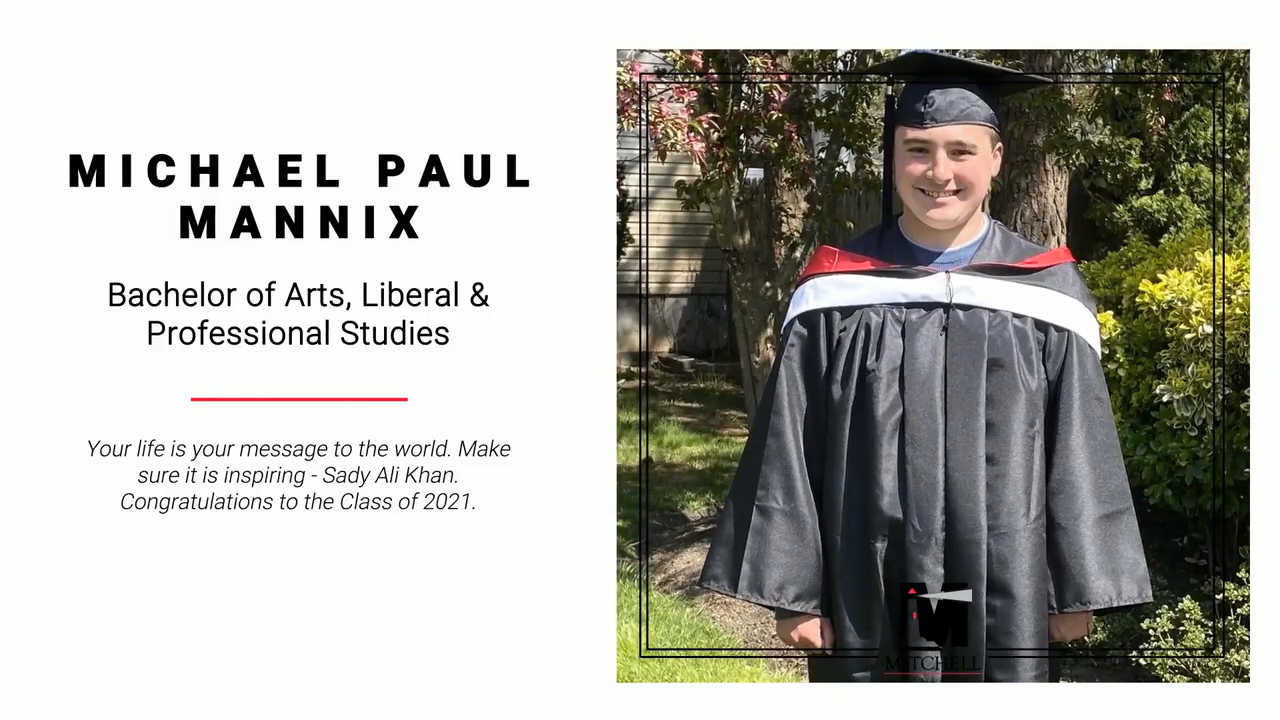 MICHAEL PAUL
MANNIX
Bachelor of Arts, Liberal &
Professional Studies
Your life is your message to the world. Make
sure it is inspiring - Sady Ali Khan.
Congratulations to the Class of 2021.
M
MITCHELL